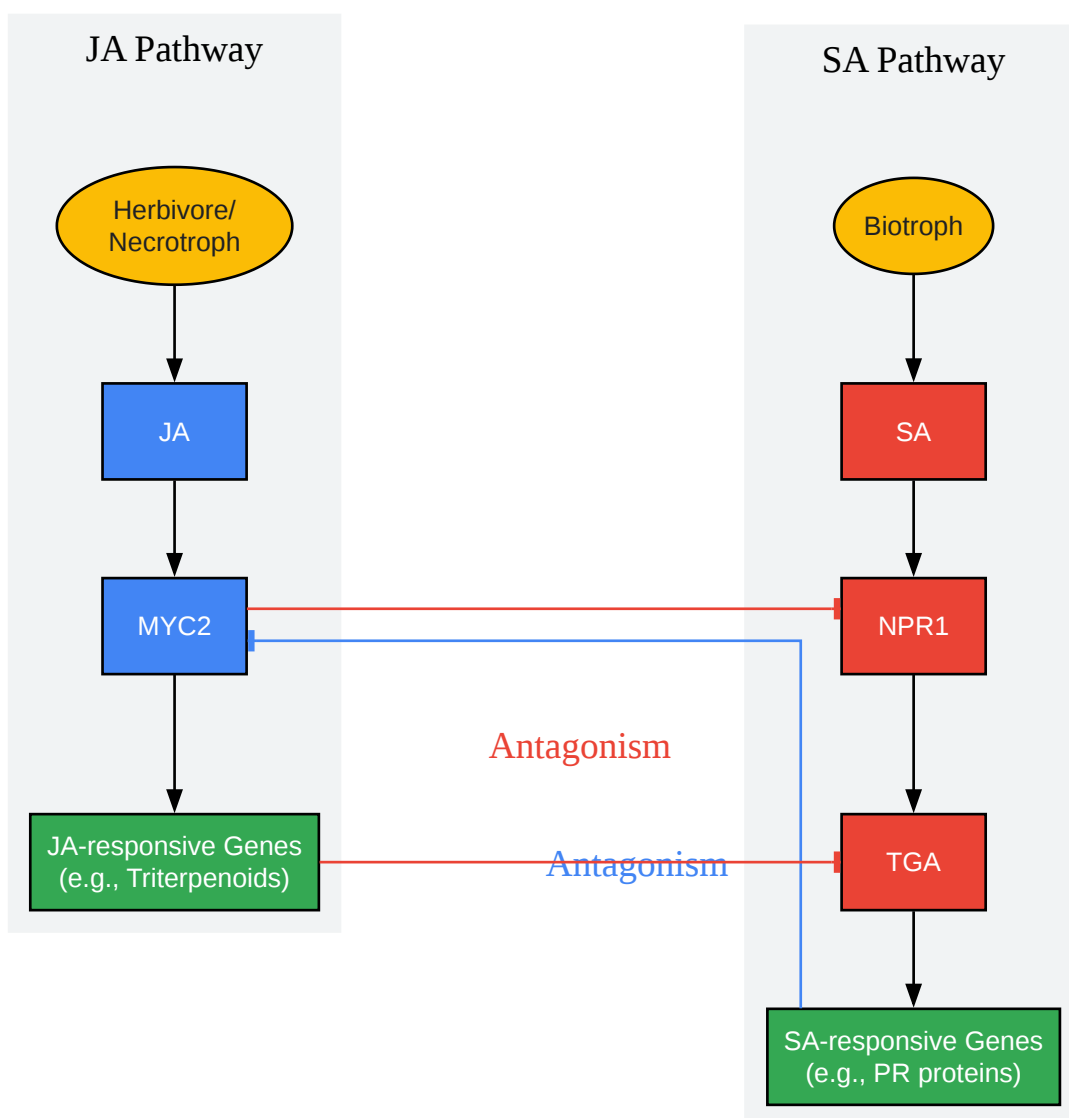 JA Pathway
SA Pathway
Herbivore/
Necrotroph
Biotroph
JA
SA
MYC2
NPR1
Antagonism
JA-responsive Genes
(e.g., Triterpenoids)
Antagonism
TGA
SA-responsive Genes
(e.g., PR proteins)